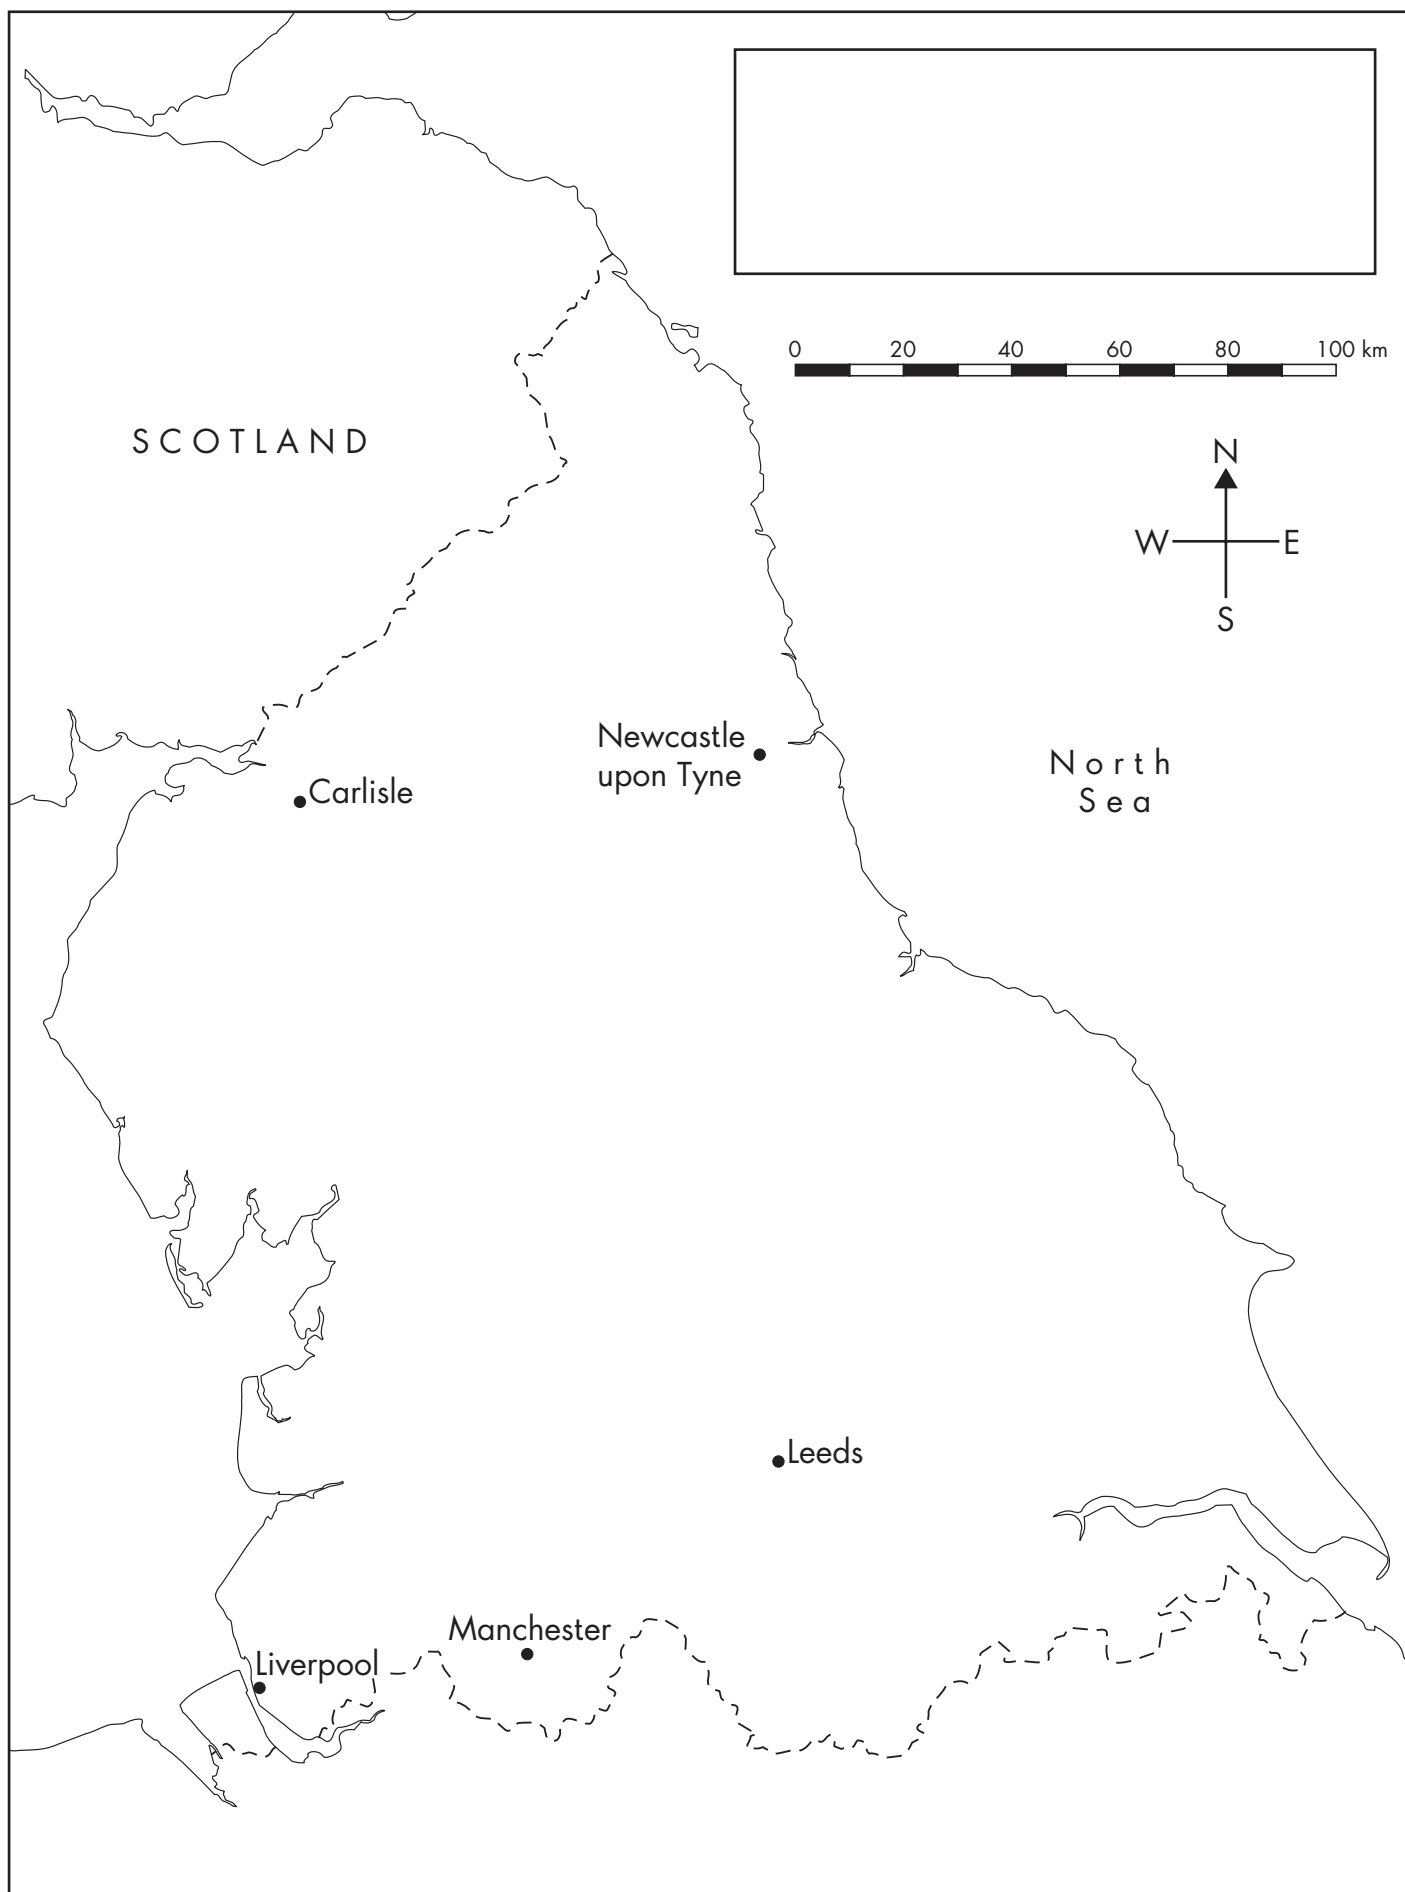 0 20 40 60 80 100 km
SCOTLAND
N
W E
S
Newcastle
upon Tyne
North
Sea
Carlisle
Leeds
Manchester
Liverpool